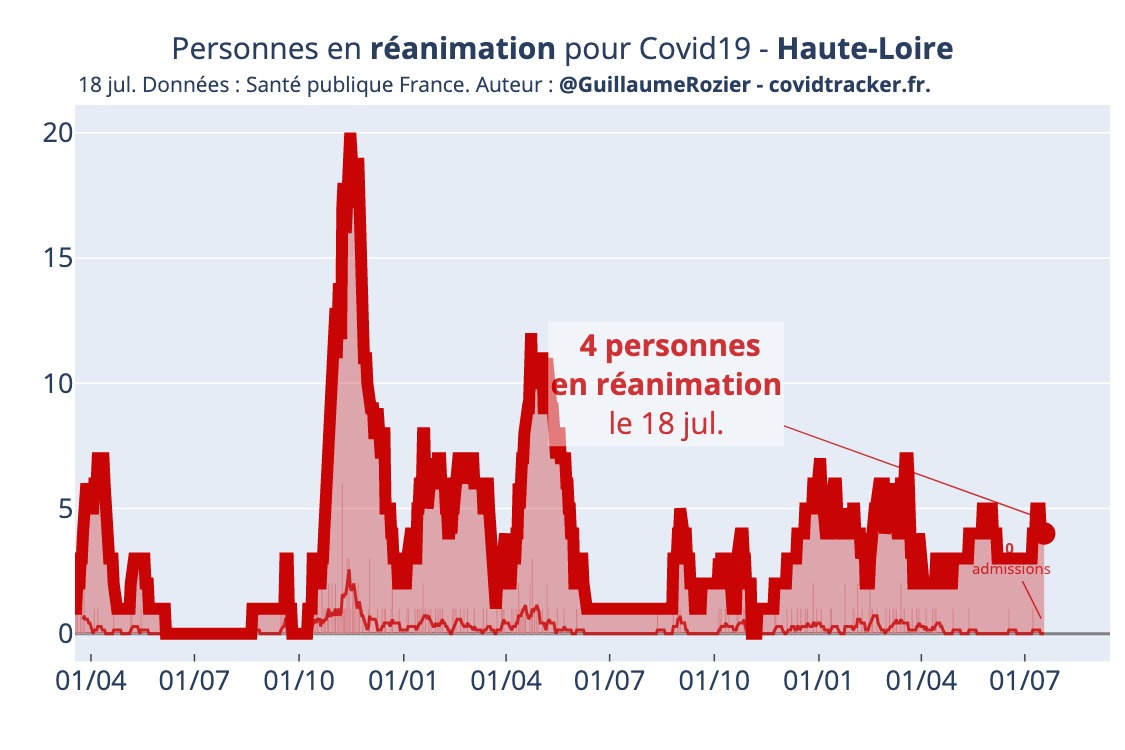 Personnes en réanimation pour Covid19 - Haute-Loire
18 jul. Données : Santé publique France. Auteur : @GuillaumeRozier - covidtracker.fr.
20
15
10
5
0
4 personnes
en réanimation
le 18 jul.
0
admissions
01/04 01/07 01/10 01/01 01/04 01/07 01/10 01/01 01/04 01/07